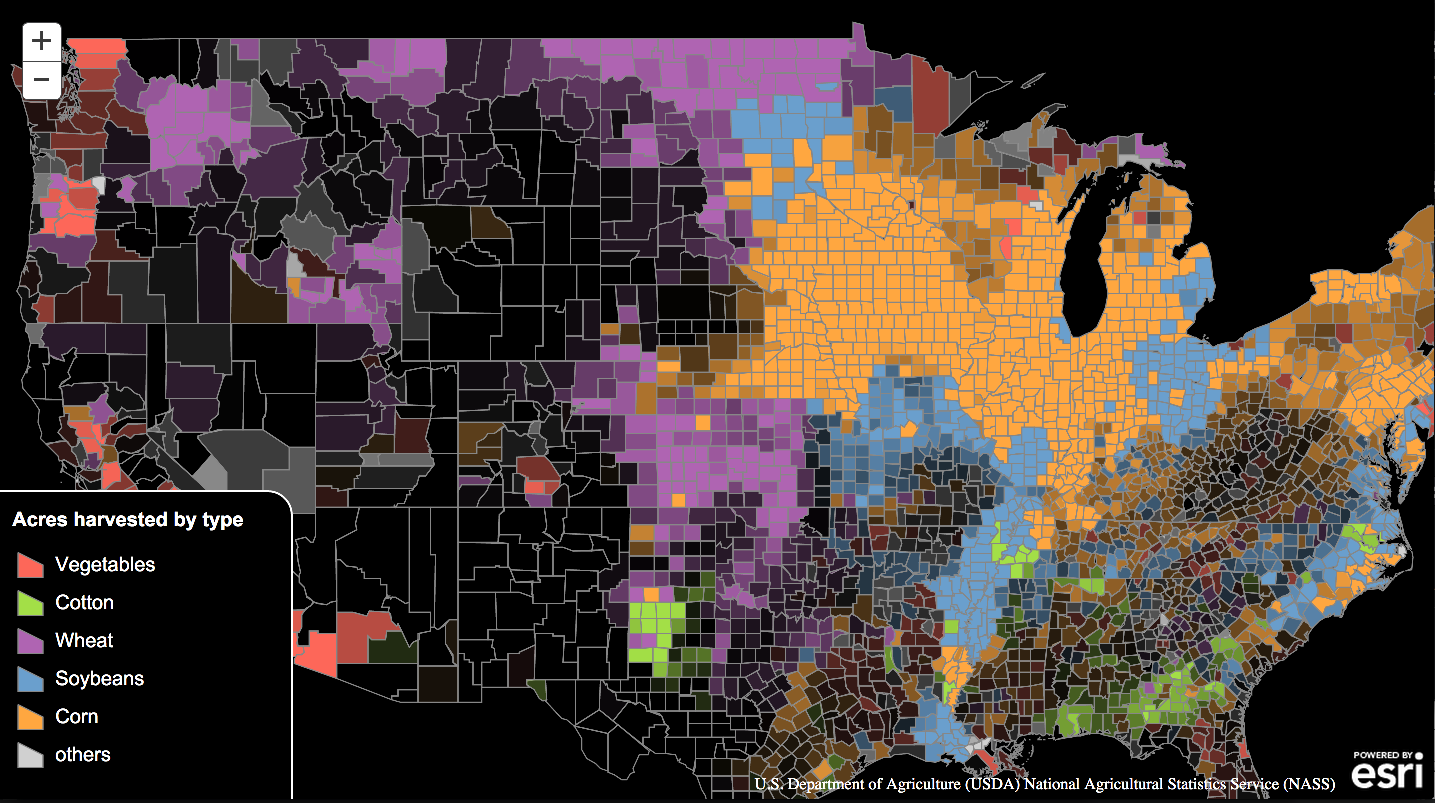 +
−
Acres harvested by type
Vegetables
Cotton
Wheat
Soybeans
Corn
others
POWERED BY
esri
U.S. Department of Agriculture (USDA) National Agricultural Statistics Service (NASS)